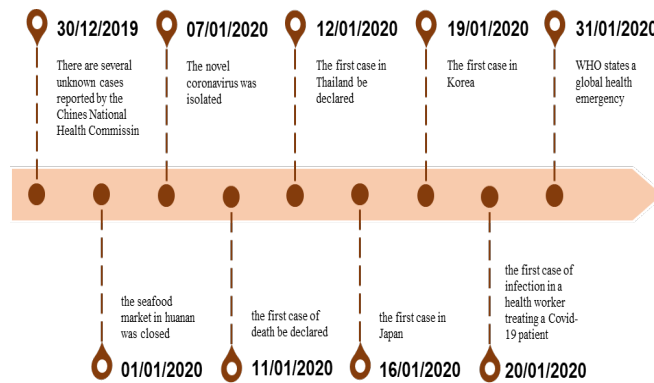 30/12/2019
There are several
unknown cases
reported by the
Chines National
Health Commissin
07/01/2020
The novel
coronavirus was
isolated
12/01/2020
The first case in
Thailand be
declared
19/01/2020
The first case in
Korea
31/01/2020
WHO states a
global health
emergency
the seafood
market in huanan
was closed
01/01/2020
the first case of
death be declared
11/01/2020
the first case in
Japan
16/01/2020
the first case of
infection in a
health worker
treating a Covid-
19 patient
20/01/2020